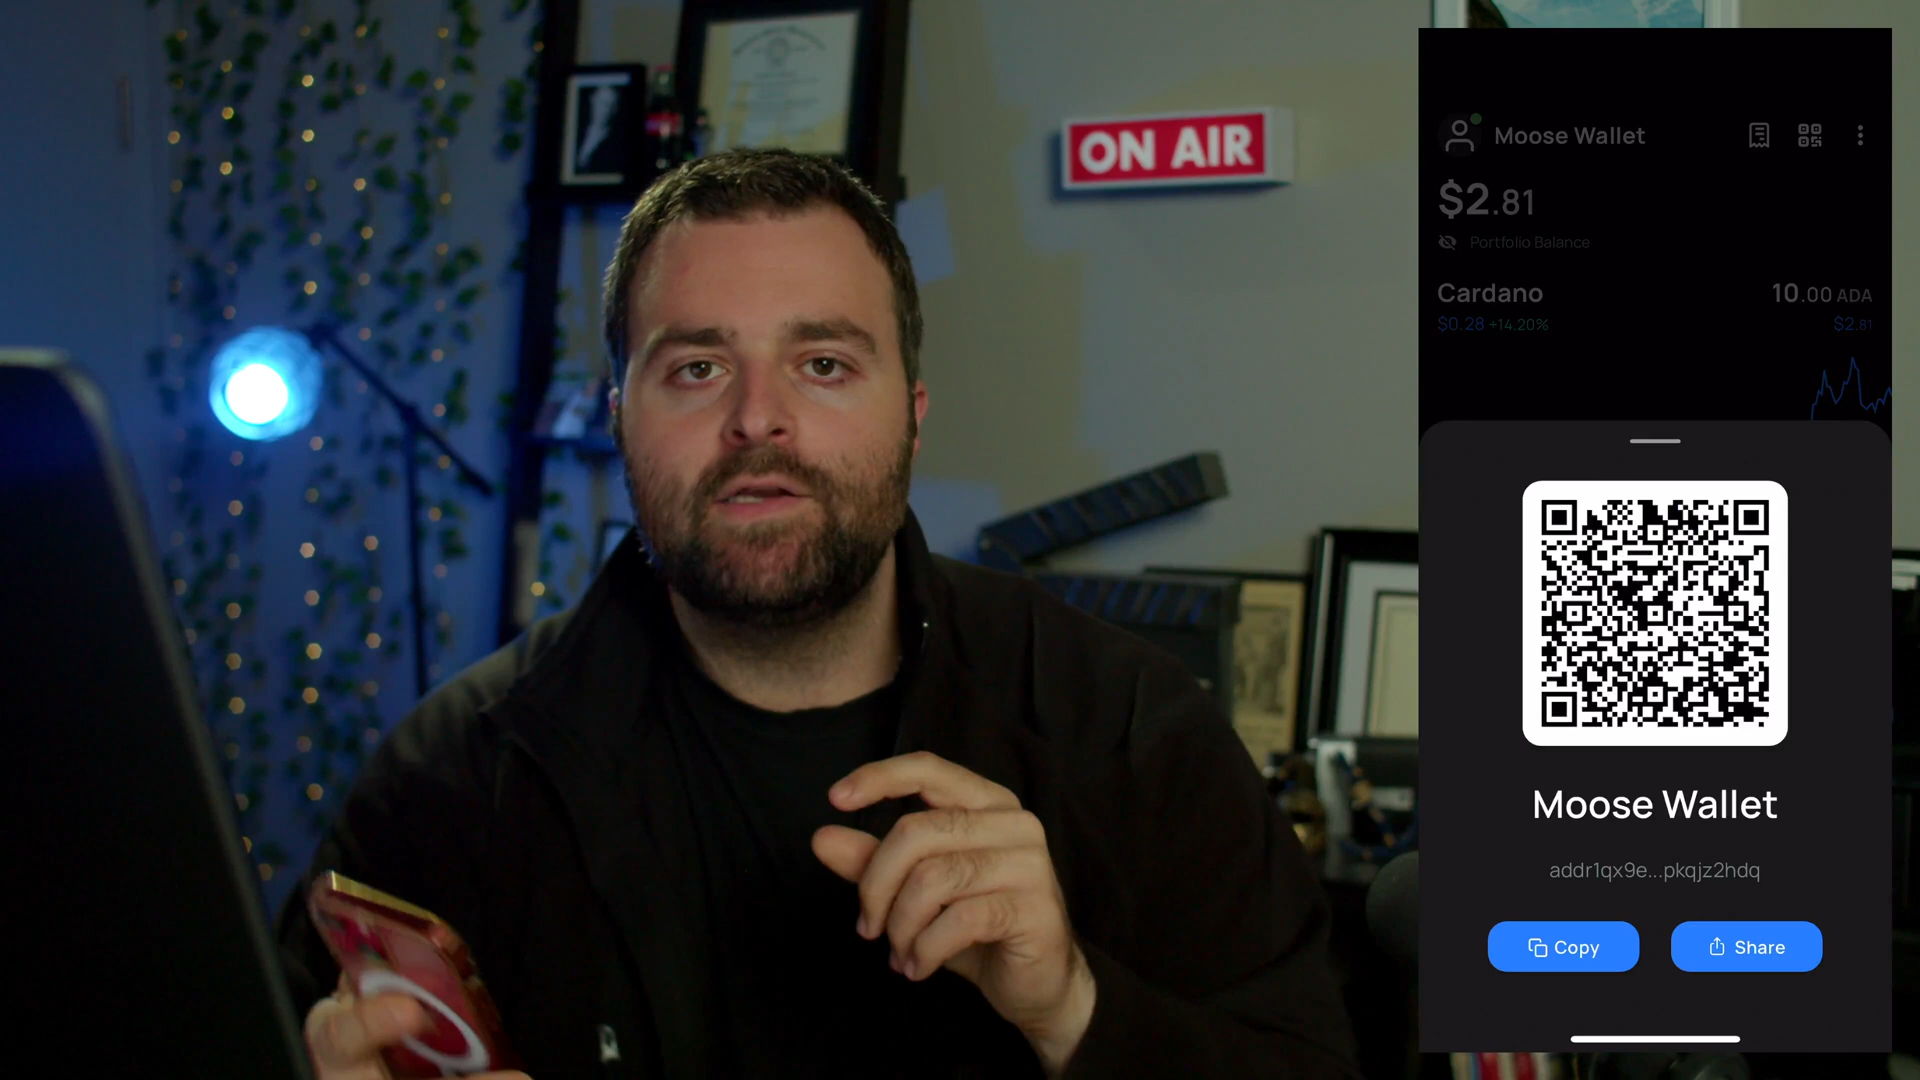 ON AIR
Moose Wallet
$2.81
Portfolio Balance
Cardano
10.00 ADA
$0.28 +14.20%
$2.81
Moose Wallet
addr1qx9e...pkqjz2hdq
Copy
Share